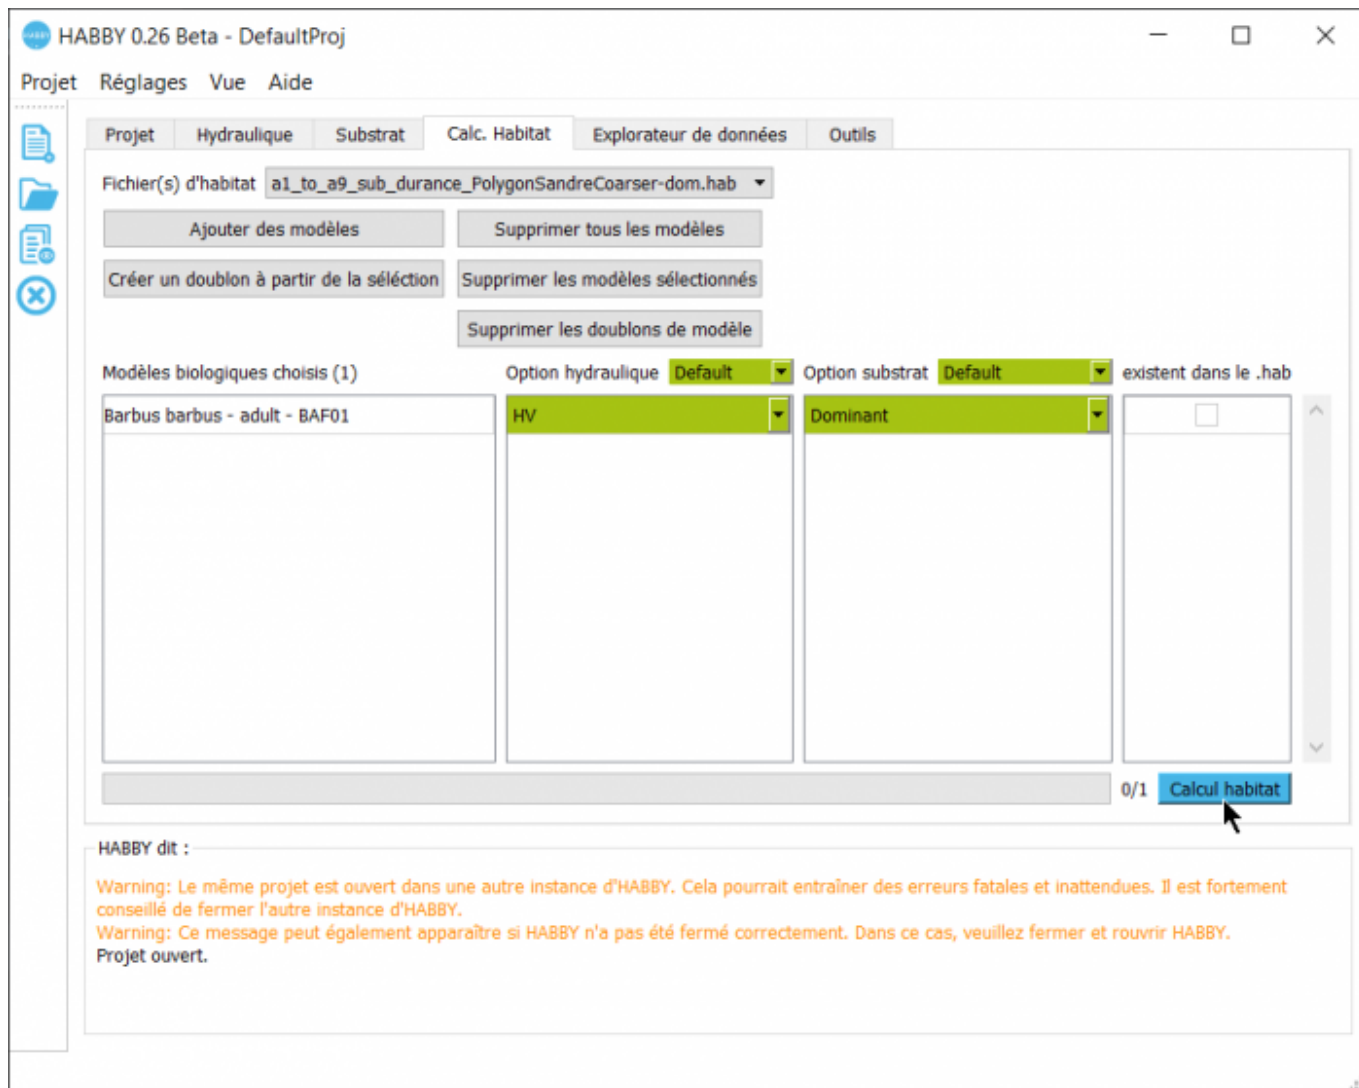 HABBY 0.26 Beta - DefaultProj
Projet Réglages Vue Aide
Projet Hydraulique Substrat Calc. Habitat Explorateur de données Outils
Fichier(s) d'habitat a1_to_a9_sub_durance_PolygonSandreCoarser-dom.hab
Ajouter des modèles Supprimer tous les modèles
Créer un doublon à partir de la séléction Supprimer les modèles sélectionnés
Supprimer les doublons de modèle
Modèles biologiques choisis (1) Option hydraulique Default Option substrat Default existent dans le .hab
Barbus barbus - adult - BAF01 HV Dominant
0/1 Calcul habitat
HABBY dit :
Warning: Le même projet est ouvert dans une autre instance d'HABBY. Cela pourrait entraîner des erreurs fatales et inattendues. Il est fortement
conseillé de fermer l'autre instance d'HABBY.
Warning: Ce message peut également apparaître si HABBY n'a pas été fermé correctement. Dans ce cas, veuillez fermer et rouvrir HABBY.
Projet ouvert.